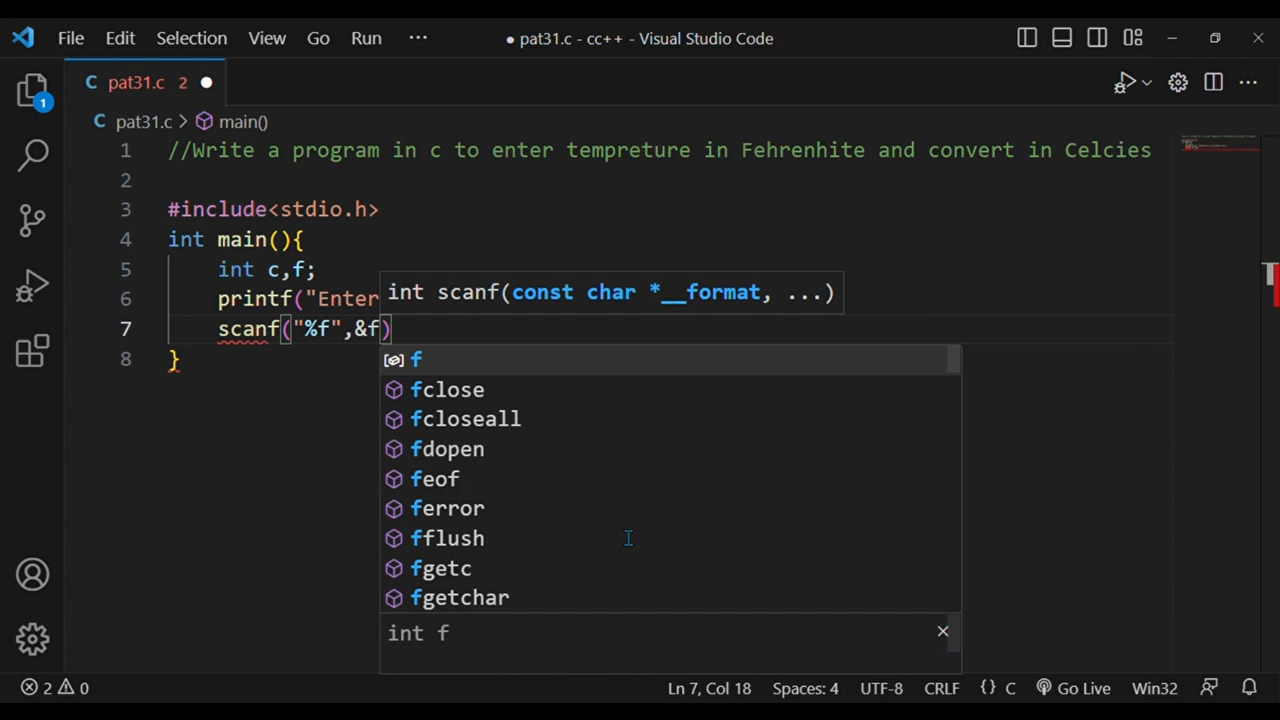 File Edit Selection View Go Run ··· ● pat31.c - cc++ - Visual Studio Code
C pat31.c 2 ●
C pat31.c > main()
1 //Write a program in c to enter tempreture in Fehrenhite and convert in Celcies
2
3 #include<stdio.h>
4 int main(){
5 int c,f;
int scanf(const char *__format, ...)
6 printf("Enter
7 scanf("%f",&f)
8 }
f
fclose
fcloseall
fdopen
feof
ferror
fflush
fgetc
fgetchar
int f
1
2 0 Ln 7, Col 18 Spaces: 4 UTF-8 CRLF {} C Go Live Win32